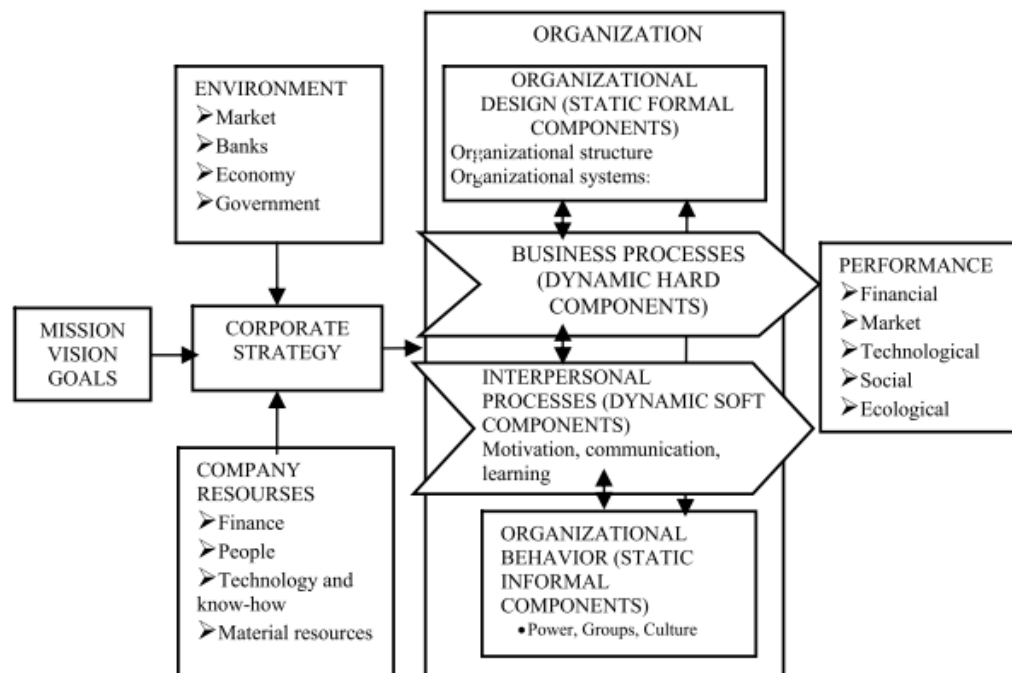 ORGANIZATION
ORGANIZATIONAL
DESIGN (STATIC FORMAL
COMPONENTS)
Organizational structure
Organizational systems:
ENVIRONMENT
➢Market
➢Banks
➢Economy
➢Government
BUSINESS PROCESSES
(DYNAMIC HARD
COMPONENTS)
PERFORMANCE
➢Financial
➢Market
➢Technological
➢Social
➢Ecological
MISSION
VISION
GOALS
CORPORATE
STRATEGY
INTERPERSONAL
PROCESSES (DYNAMIC SOFT
COMPONENTS)
Motivation, communication,
learning
COMPANY
RESOURSES
➢Finance
➢People
➢Technology and
know-how
➢Material resources
ORGANIZATIONAL
BEHAVIOR (STATIC
INFORMAL
COMPONENTS)
•Power, Groups, Culture